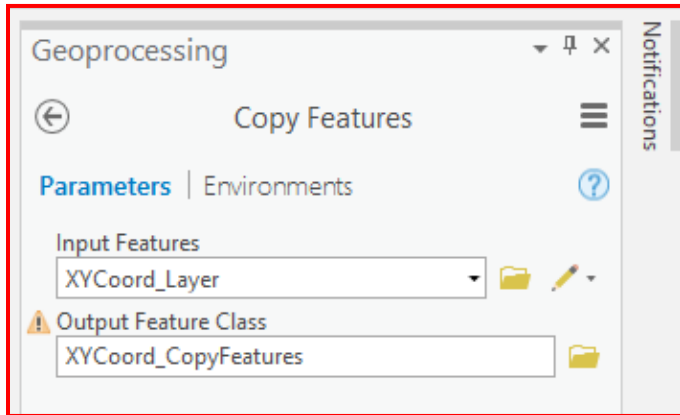 Geoprocessing
Notifications
Copy Features
Parameters | Environments
Input Features
XYCoord_Layer
Output Feature Class
XYCoord_CopyFeatures